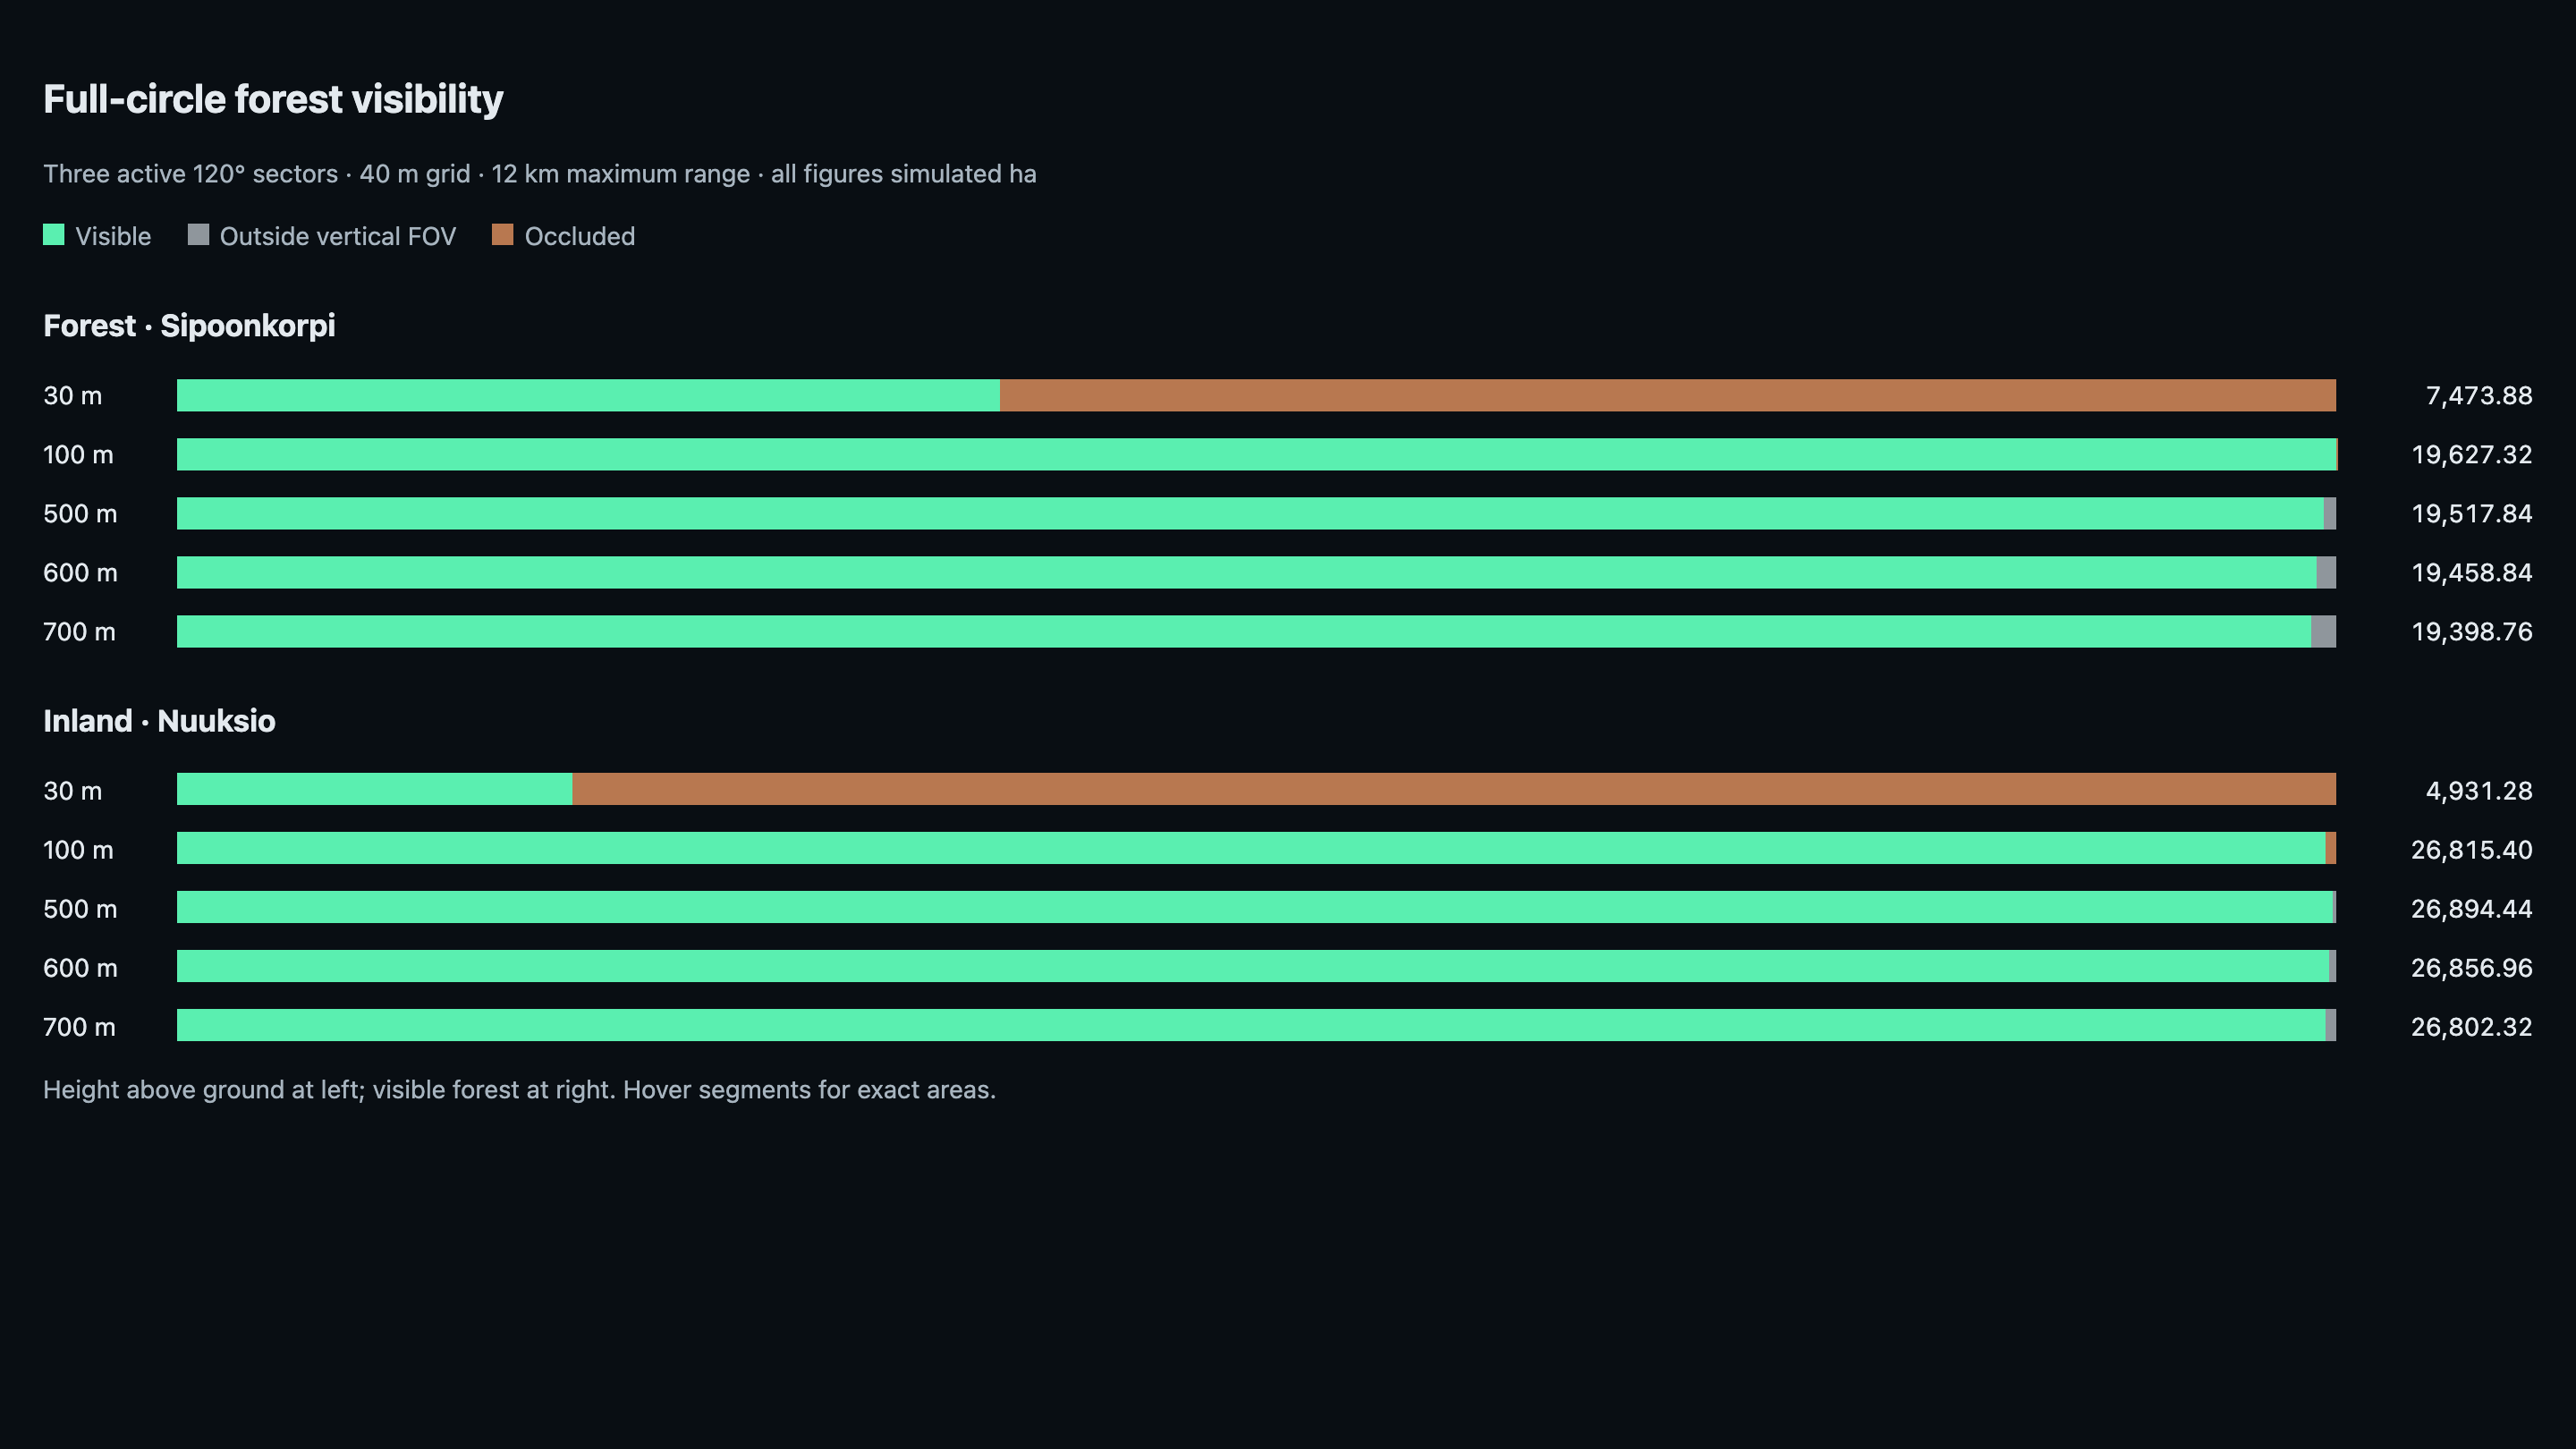 Full-circle forest visibility
Three active 120° sectors · 40 m grid · 12 km maximum range · all figures simulated ha
Visible Outside vertical FOV Occluded
Forest · Sipoonkorpi
30 m 7,473.88
100 m 19,627.32
500 m 19,517.84
600 m 19,458.84
700 m 19,398.76
Inland · Nuuksio
30 m 4,931.28
100 m 26,815.40
500 m 26,894.44
600 m 26,856.96
700 m 26,802.32
Height above ground at left; visible forest at right. Hover segments for exact areas.